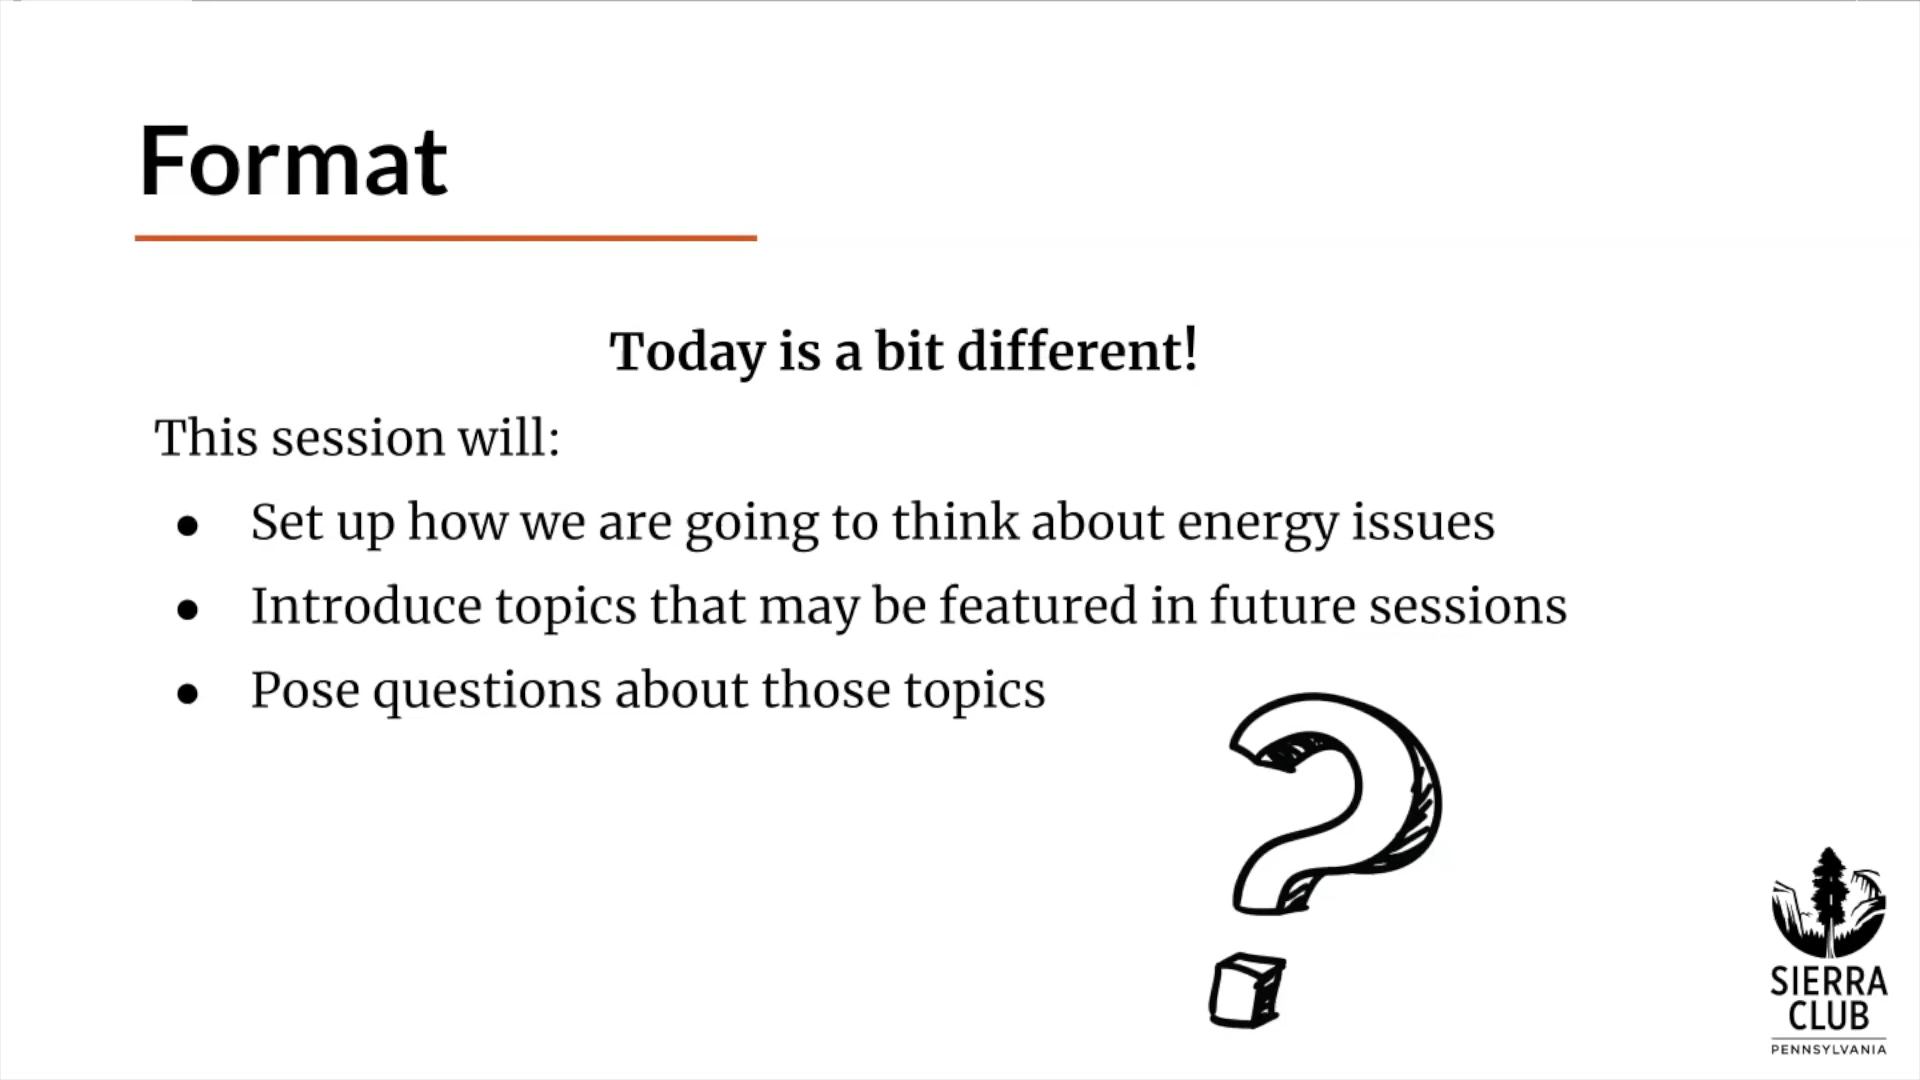 Format
Today is a bit different!
This session will:
● Set up how we are going to think about energy issues
● Introduce topics that may be featured in future sessions
● Pose questions about those topics
?
SIERRA
CLUB
PENNSYLVANIA